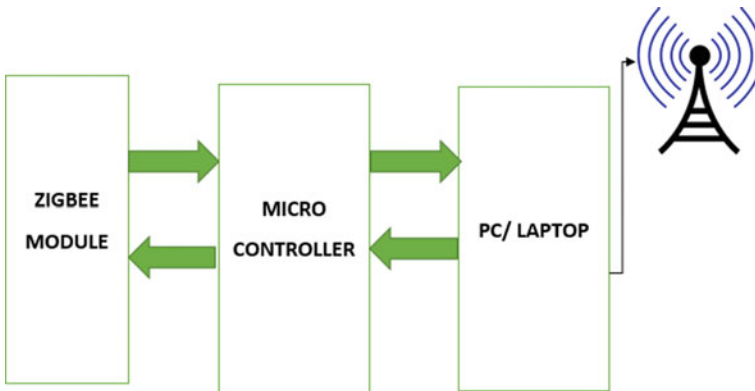 ZIGBEE
MODULE
MICRO
CONTROLLER
PC/ LAPTOP